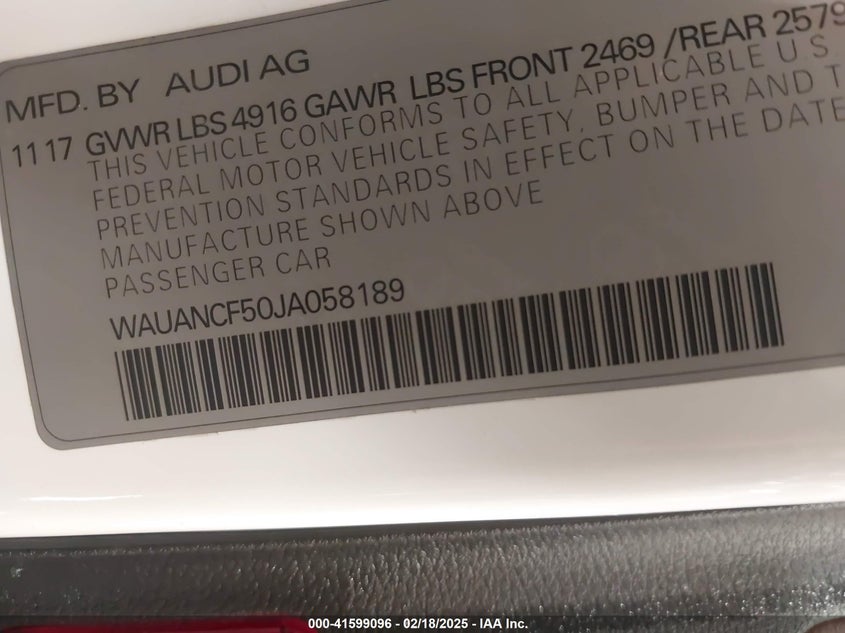 MFD. BY AUDI AG
11 17 GVWR LBS 4916 GAWR LBS FRONT 2469 / REAR 2579
THIS VEHICLE CONFORMS TO ALL APPLICABLE U S
FEDERAL MOTOR VEHICLE SAFETY, BUMPER AND T
PREVENTION STANDARDS IN EFFECT ON THE DATE
MANUFACTURE SHOWN ABOVE
PASSENGER CAR
WAUANCF50JA058189
000-41599096 - 02/18/2025 - IAA Inc.